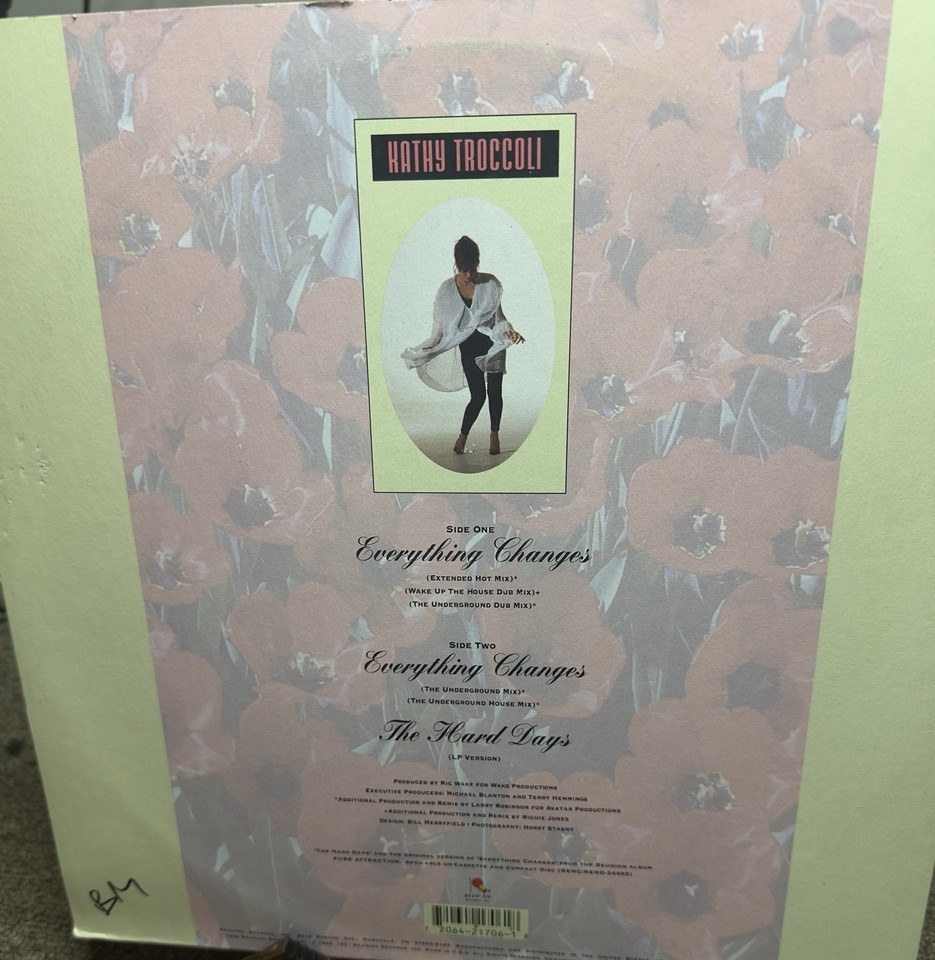 KATHY TROCCOLI
SIDE ONE
Everything Changes
(EXTENDED HOT MIX)*
(WAKE UP THE HOUSE DUB MIX)+
(THE UNDERGROUND DUB MIX)*
SIDE TWO
Everything Changes
(THE UNDERGROUND MIX)*
(THE UNDERGROUND HOUSE MIX)*
The Hard Days
(LP VERSION)
PRODUCED BY RIC WAKE FOR WAKE PRODUCTIONS
EXECUTIVE PRODUCERS: MICHAEL BLANTON AND TERRY HEMMINGS
*ADDITIONAL PRODUCTION AND REMIX BY LARRY ROBINSON FOR AVATAR PRODUCTIONS
+ADDITIONAL PRODUCTION AND REMIX BY RICHIE JONES
DESIGN: BILL MERRYFIELD • PHOTOGRAPHY: HORST STASNY
"THE HARD DAYS" AND THE ORIGINAL VERSION OF "EVERYTHING CHANGES" FROM THE REUNION ALBUM
PURE ATTRACTION. AVAILABLE ON CASSETTE AND COMPACT DISC (RENC/REND-24453)
REUNION
BM
7 2064-21706-1